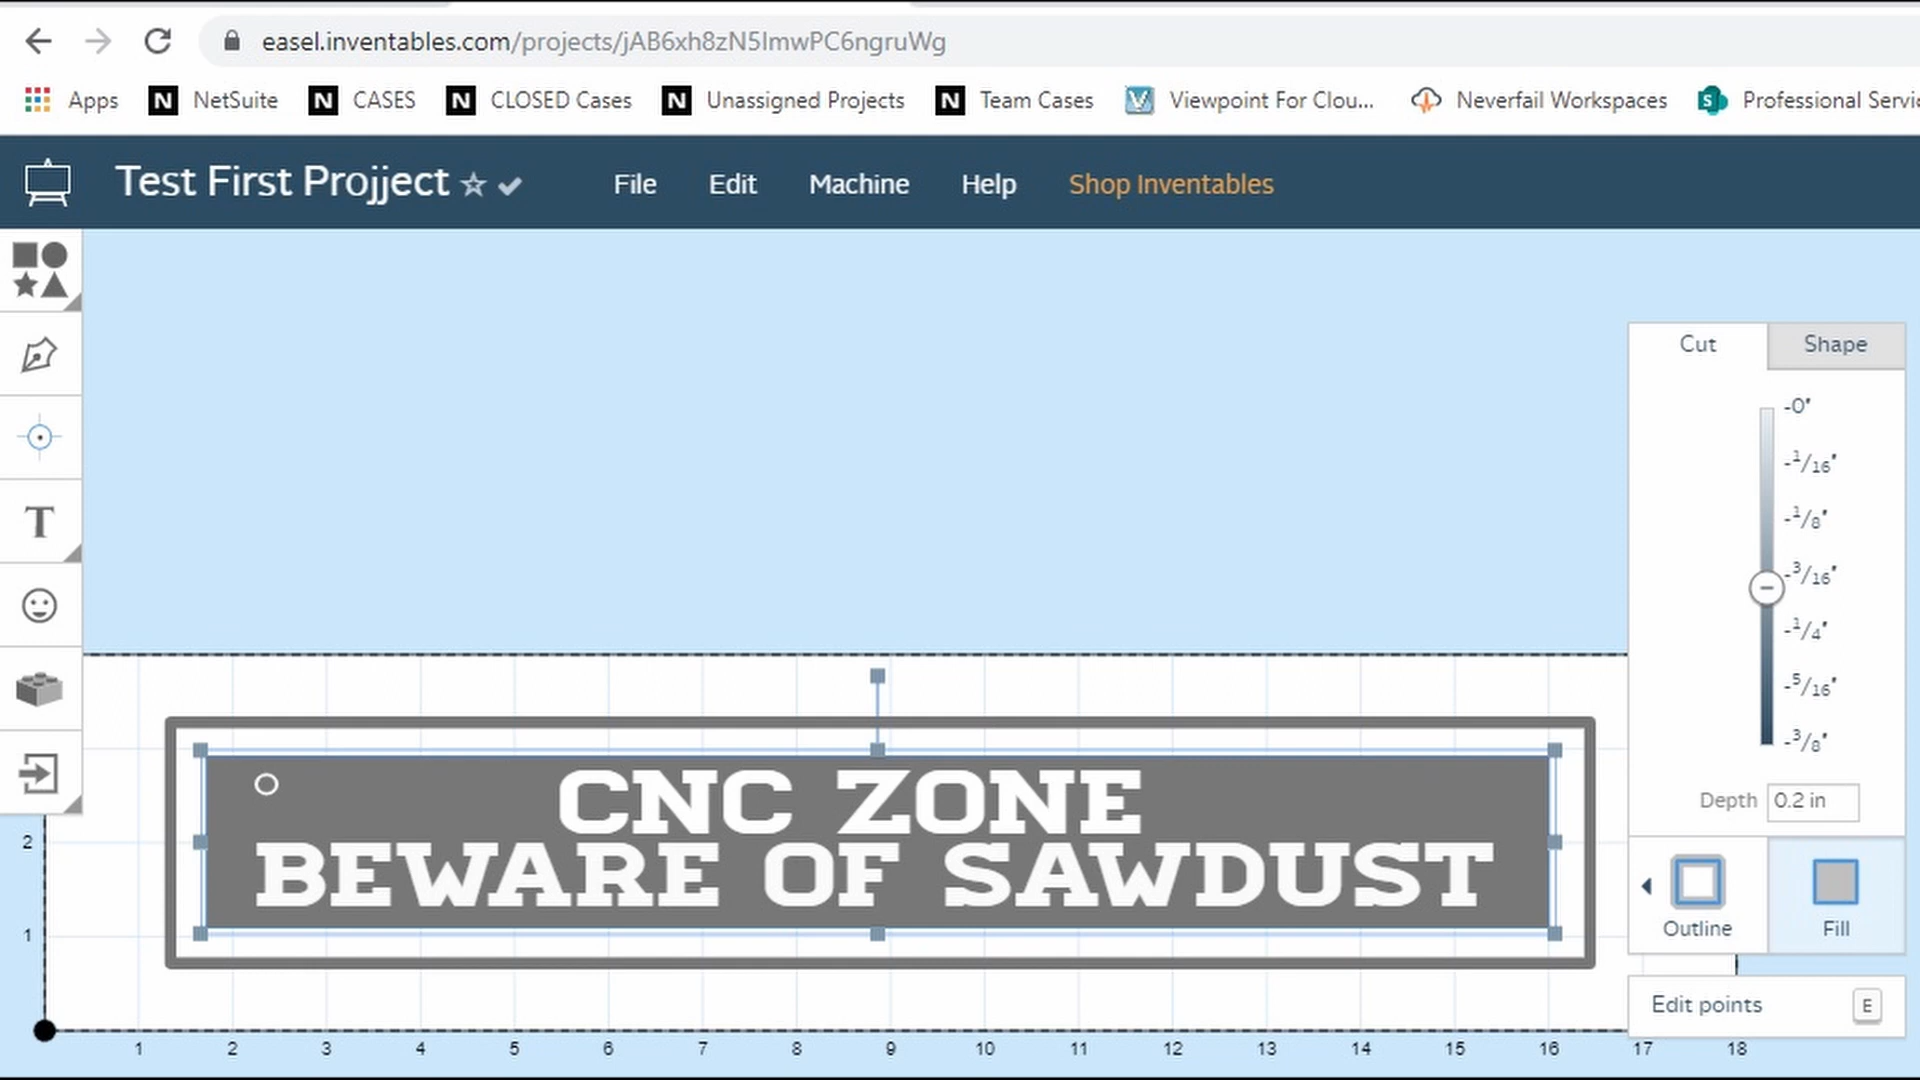 easel.inventables.com/projects/jAB6xh8zN5ImwPC6ngruWg
Apps NetSuite CASES CLOSED Cases Unassigned Projects Team Cases Viewpoint For Clou... Neverfail Workspaces Professional Servic
Test First Projject File Edit Machine Help Shop Inventables
Cut Shape
-0"
-1/16"
-1/8"
-3/16"
-1/4"
-5/16"
-3/8"
Depth 0.2 in
Outline Fill
Edit points E
T
CNC ZONE
BEWARE OF SAWDUST
2
1
1 2 3 4 5 6 7 8 9 10 11 12 13 14 15 16 17 18